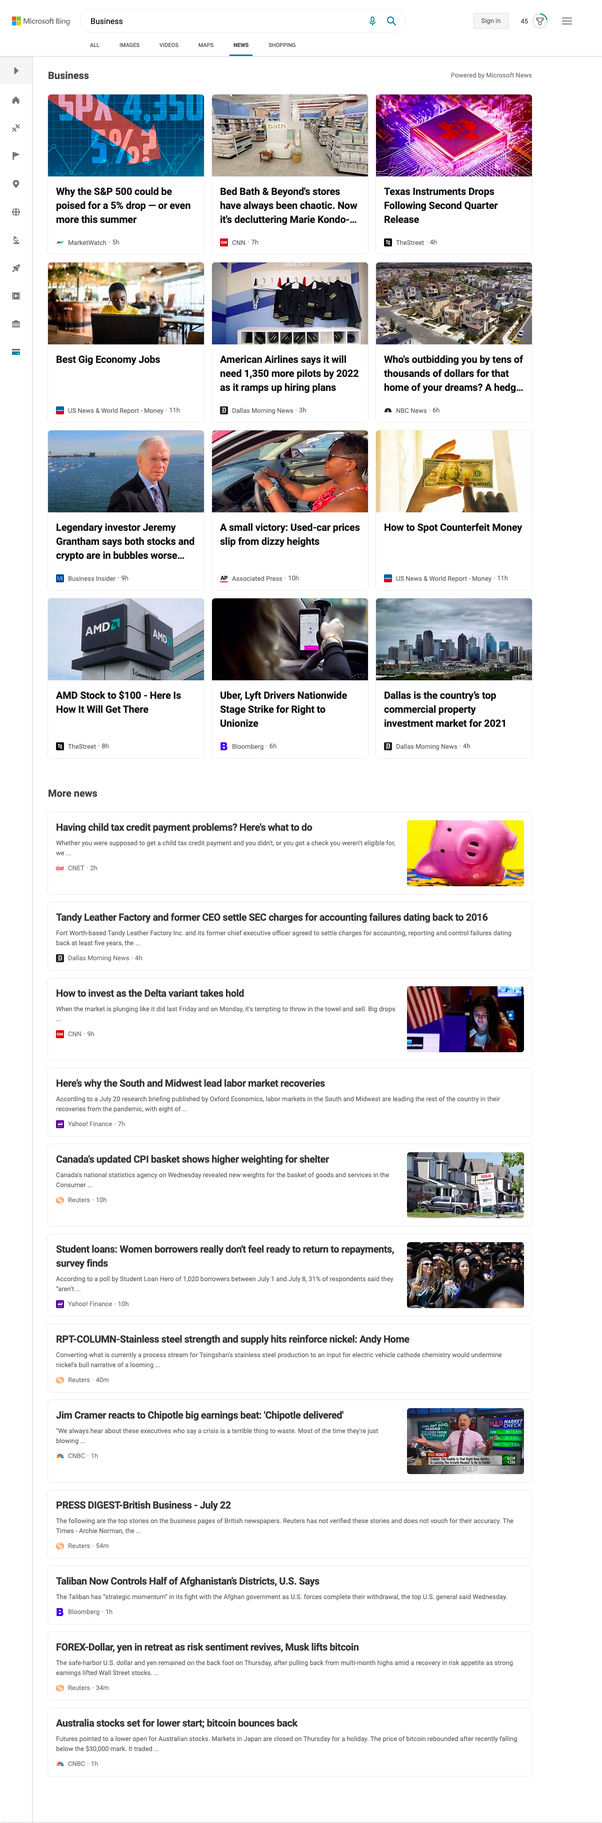 Microsoft Bing
Business
Sign in
45
ALL
IMAGES
VIDEOS
MAPS
NEWS
SHOPPING
Business
Powered by Microsoft News
SPX 4,350
5%?
bath
Why the S&P 500 could be
poised for a 5% drop — or even
more this summer
MarketWatch · 5h
Bed Bath & Beyond's stores
have always been chaotic. Now
it's decluttering Marie Kondo-...
CNN · 7h
Texas Instruments Drops
Following Second Quarter
Release
TheStreet · 4h
Best Gig Economy Jobs
US News & World Report - Money · 11h
American Airlines says it will
need 1,350 more pilots by 2022
as it ramps up hiring plans
Dallas Morning News · 3h
Who's outbidding you by tens of
thousands of dollars for that
home of your dreams? A hedg...
NBC News · 6h
Legendary investor Jeremy
Grantham says both stocks and
crypto are in bubbles worse...
Business Insider · 9h
A small victory: Used-car prices
slip from dizzy heights
AP Associated Press · 10h
How to Spot Counterfeit Money
US News & World Report - Money · 11h
AMD
AMD
AMD Stock to $100 - Here Is
How It Will Get There
TheStreet · 8h
Uber, Lyft Drivers Nationwide
Stage Strike for Right to
Unionize
B Bloomberg · 6h
Dallas is the country's top
commercial property
investment market for 2021
Dallas Morning News · 4h
More news
Having child tax credit payment problems? Here's what to do
Whether you were supposed to get a child tax credit payment and you didn't, or you got a check you weren't eligible for,
we ...
CNET · 2h
Tandy Leather Factory and former CEO settle SEC charges for accounting failures dating back to 2016
Fort Worth-based Tandy Leather Factory Inc. and its former chief executive officer agreed to settle charges for accounting, reporting and control failures dating
back at least five years, the ...
Dallas Morning News · 4h
How to invest as the Delta variant takes hold
When the market is plunging like it did last Friday and on Monday, it's tempting to throw in the towel and sell. Big drops
...
CNN · 9h
Here's why the South and Midwest lead labor market recoveries
According to a July 20 research briefing published by Oxford Economics, labor markets in the South and Midwest are leading the rest of the country in their
recoveries from the pandemic, with eight of ...
Yahoo! Finance · 7h
Canada's updated CPI basket shows higher weighting for shelter
Canada's national statistics agency on Wednesday revealed new weights for the basket of goods and services in the
Consumer ...
Reuters · 10h
SOLD
Student loans: Women borrowers really don't feel ready to return to repayments,
survey finds
According to a poll by Student Loan Hero of 1,020 borrowers between July 1 and July 8, 31% of respondents said they
"aren't ...
Yahoo! Finance · 10h
RPT-COLUMN-Stainless steel strength and supply hits reinforce nickel: Andy Home
Converting what is currently a process stream for Tsingshan's stainless steel production to an input for electric vehicle cathode chemistry would undermine
nickel's bull narrative of a looming ...
Reuters · 40m
Jim Cramer reacts to Chipotle big earnings beat: 'Chipotle delivered'
"We always hear about these executives who say a crisis is a terrible thing to waste. Most of the time they're just
blowing ...
CNBC · 1h
MARKET
CHECK
MAD MONEY
PRESS DIGEST-British Business - July 22
The following are the top stories on the business pages of British newspapers. Reuters has not verified these stories and does not vouch for their accuracy. The
Times - Archie Norman, the ...
Reuters · 54m
Taliban Now Controls Half of Afghanistan's Districts, U.S. Says
The Taliban has "strategic momentum" in its fight with the Afghan government as U.S. forces complete their withdrawal, the top U.S. general said Wednesday.
B Bloomberg · 1h
FOREX-Dollar, yen in retreat as risk sentiment revives, Musk lifts bitcoin
The safe-harbor U.S. dollar and yen remained on the back foot on Thursday, after pulling back from multi-month highs amid a recovery in risk appetite as strong
earnings lifted Wall Street stocks. ...
Reuters · 34m
Australia stocks set for lower start; bitcoin bounces back
Futures pointed to a lower open for Australian stocks. Markets in Japan are closed on Thursday for a holiday. The price of bitcoin rebounded after recently falling
below the $30,000 mark. It traded ...
CNBC · 1h